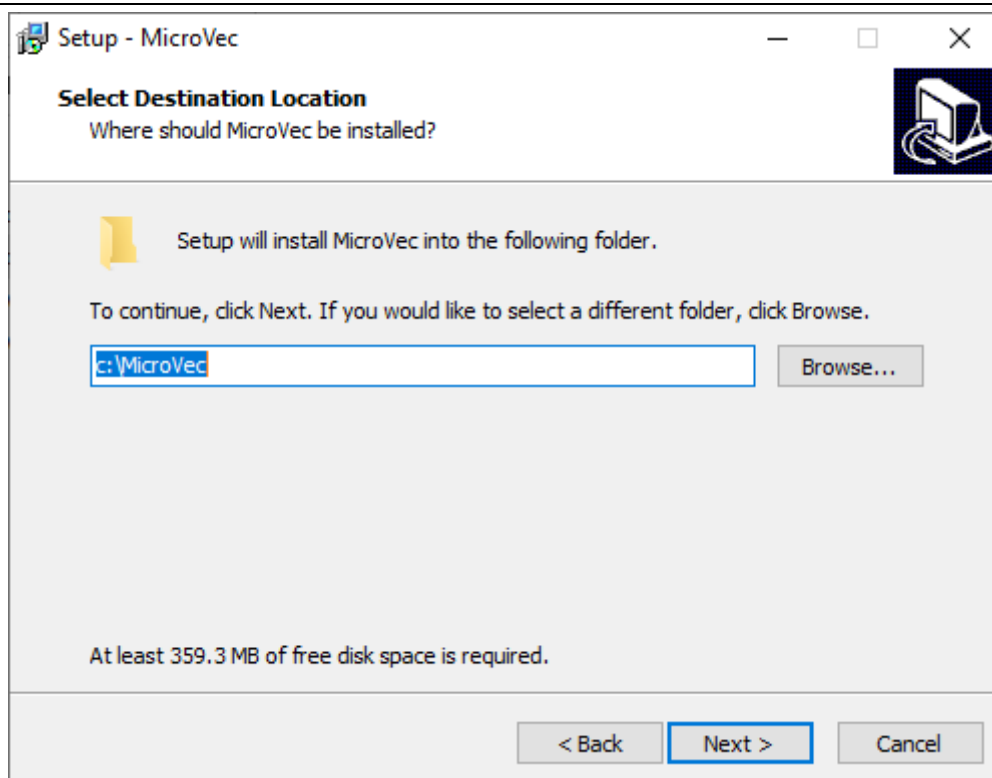 Setup - MicroVec
Select Destination Location
Where should MicroVec be installed?
Setup will install MicroVec into the following folder.
To continue, click Next. If you would like to select a different folder, click Browse.
c:\MicroVec
Browse...
At least 359.3 MB of free disk space is required.
< Back
Next >
Cancel